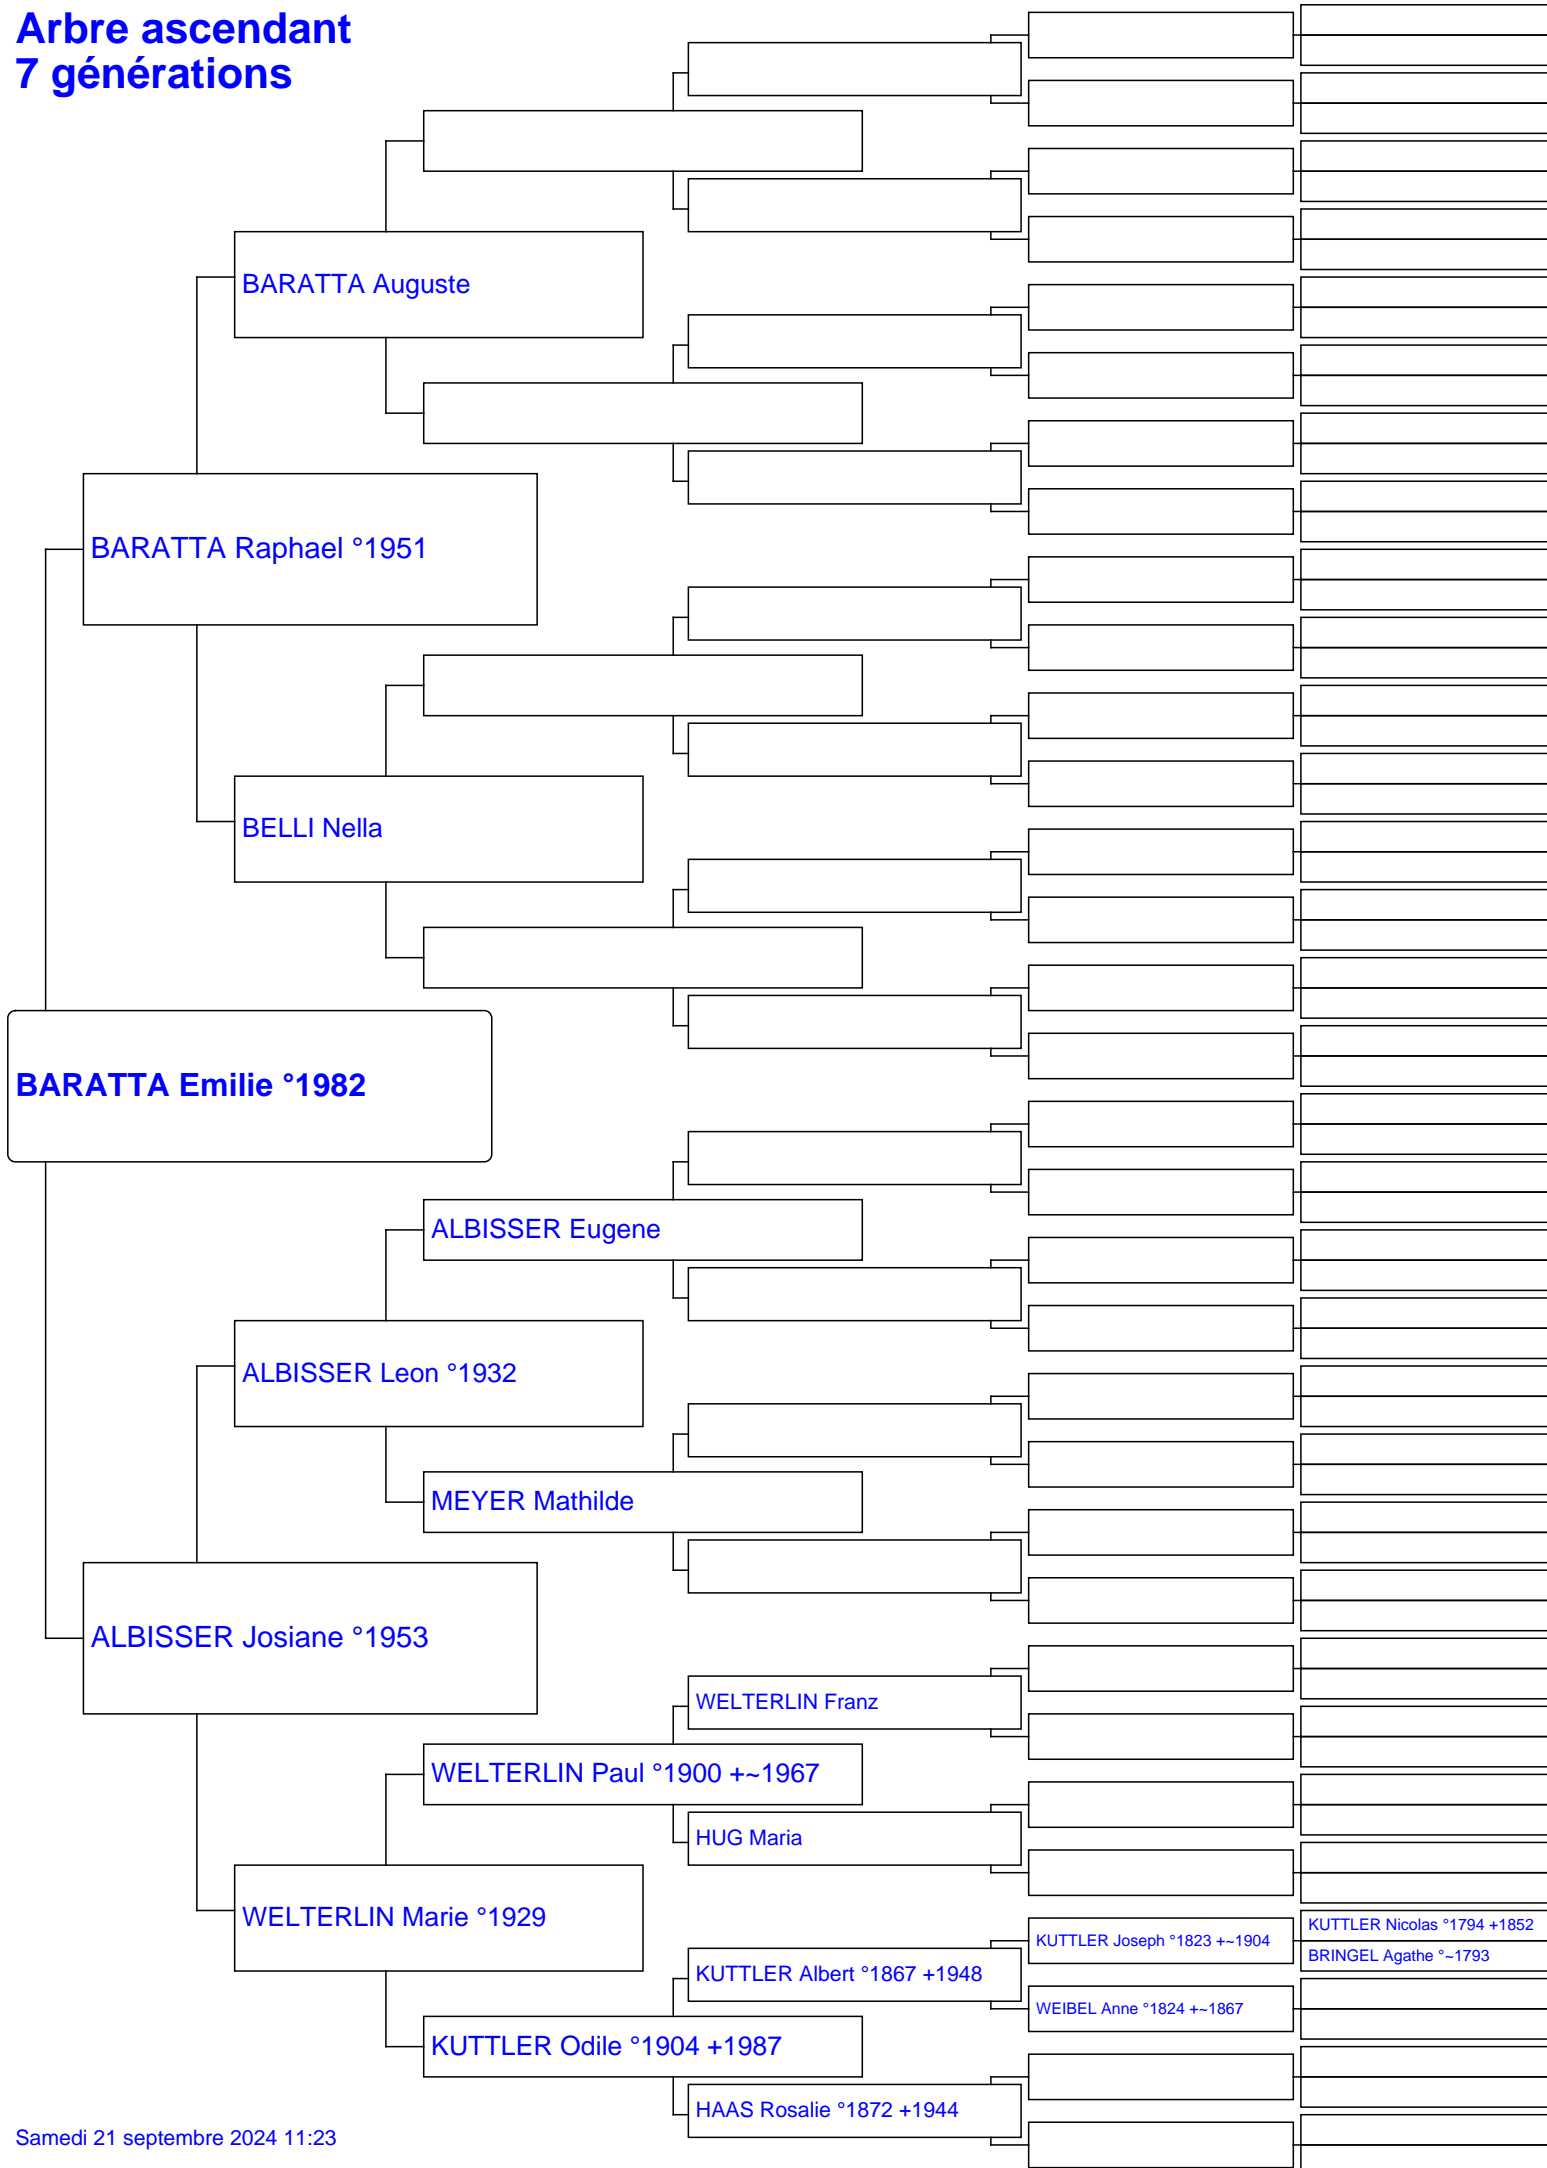 Arbre ascendant
7 générations
BARATTA Auguste
BARATTA Raphael °1951
BELLI Nella
BARATTA Emilie °1982
ALBISSER Eugene
ALBISSER Leon °1932
MEYER Mathilde
ALBISSER Josiane °1953
WELTERLIN Franz
WELTERLIN Paul °1900 +~1967
HUG Maria
WELTERLIN Marie °1929
KUTTLER Nicolas °1794 +1852
KUTTLER Joseph °1823 +~1904
BRINGEL Agathe °~1793
KUTTLER Albert °1867 +1948
WEIBEL Anne °1824 +~1867
KUTTLER Odile °1904 +1987
HAAS Rosalie °1872 +1944
Samedi 21 septembre 2024 11:23